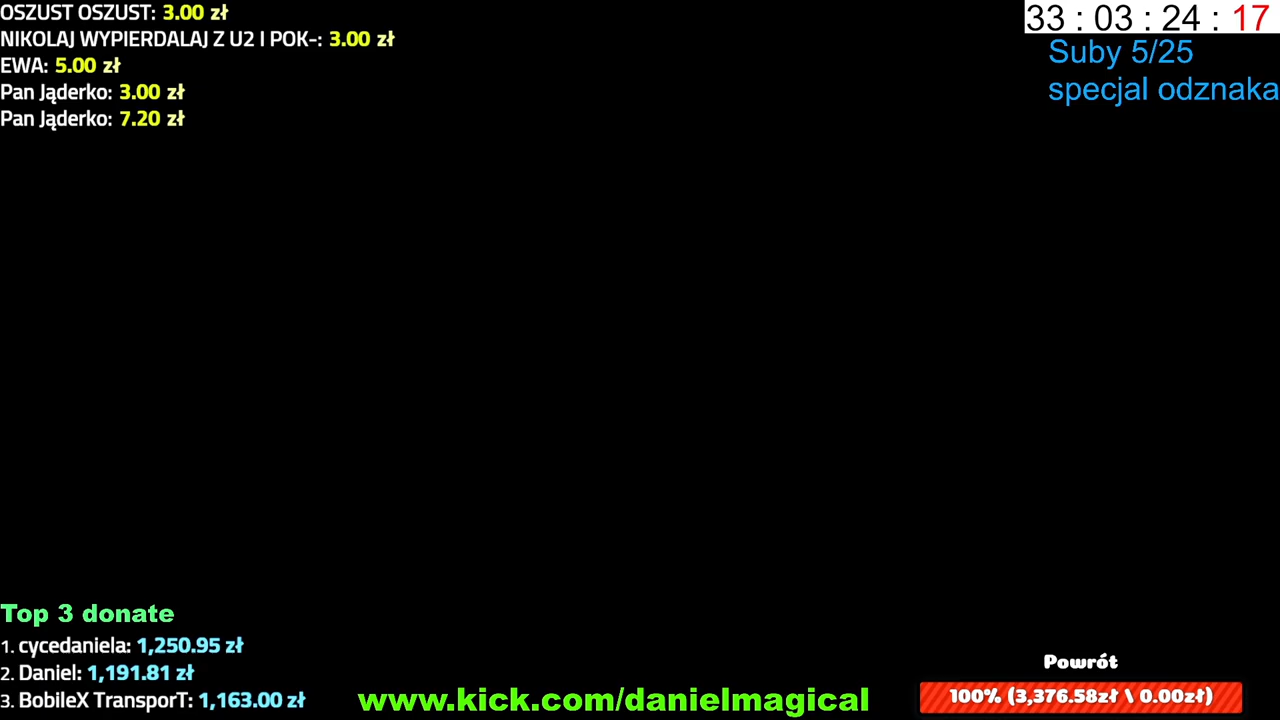 OSZUST OSZUST: 3.00 zł
NIKOLAJ WYPIERDALAJ Z U2 I POK-: 3.00 zł
EWA: 5.00 zł
Pan Jąderko: 3.00 zł
Pan Jąderko: 7.20 zł
33 : 03 : 24 : 17
Suby 5/25
specjal odznaka
Top 3 donate
1. cycedaniela: 1,250.95 zł
2. Daniel: 1,191.81 zł
3. BobileX TransporT: 1,163.00 zł
www.kick.com/danielmagical
Powrót
100% (3,376.58zł \ 0.00zł)